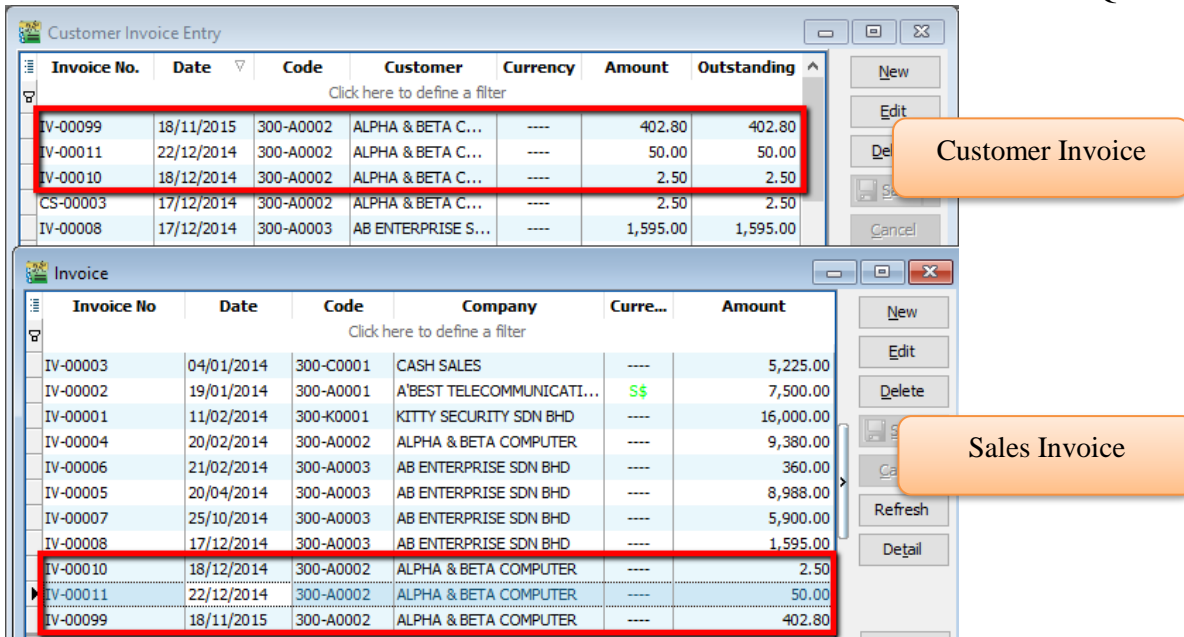 Customer Invoice Entry
Invoice No. Date Code Customer Currency Amount Outstanding
Click here to define a filter
IV-00099 18/11/2015 300-A0002 ALPHA & BETA C... ---- 402.80 402.80
IV-00011 22/12/2014 300-A0002 ALPHA & BETA C... ---- 50.00 50.00
IV-00010 18/12/2014 300-A0002 ALPHA & BETA C... ---- 2.50 2.50
CS-00003 17/12/2014 300-A0002 ALPHA & BETA C... ---- 2.50 2.50
IV-00008 17/12/2014 300-A0003 AB ENTERPRISE S... ---- 1,595.00 1,595.00
New
Edit
Customer Invoice
Cancel
Invoice
Invoice No Date Code Company Curre... Amount
Click here to define a filter
IV-00003 04/01/2014 300-C0001 CASH SALES ---- 5,225.00
IV-00002 19/01/2014 300-A0001 A'BEST TELECOMMUNICATI... S$ 7,500.00
IV-00001 11/02/2014 300-K0001 KITTY SECURITY SDN BHD ---- 16,000.00
IV-00004 20/02/2014 300-A0002 ALPHA & BETA COMPUTER ---- 9,380.00
IV-00006 21/02/2014 300-A0003 AB ENTERPRISE SDN BHD ---- 360.00
IV-00005 20/04/2014 300-A0003 AB ENTERPRISE SDN BHD ---- 8,988.00
IV-00007 25/10/2014 300-A0003 AB ENTERPRISE SDN BHD ---- 5,900.00
IV-00008 17/12/2014 300-A0003 AB ENTERPRISE SDN BHD ---- 1,595.00
IV-00010 18/12/2014 300-A0002 ALPHA & BETA COMPUTER ---- 2.50
IV-00011 22/12/2014 300-A0002 ALPHA & BETA COMPUTER ---- 50.00
IV-00099 18/11/2015 300-A0002 ALPHA & BETA COMPUTER ---- 402.80
New
Edit
Delete
Sales Invoice
Refresh
Detail